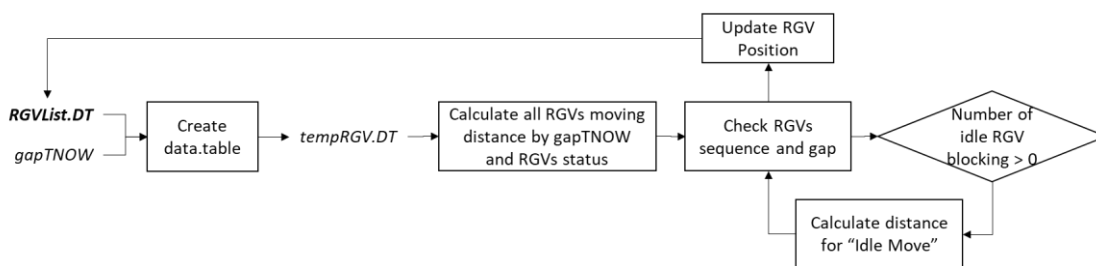 Update RGV
Position
RGVList.DT
gapTNOW
Create
data.table
tempRGV.DT
Calculate all RGVs moving
distance by gapTNOW
and RGVs status
Check RGVs
sequence and gap
Number of
idle RGV
blocking > 0
Calculate distance
for “Idle Move”